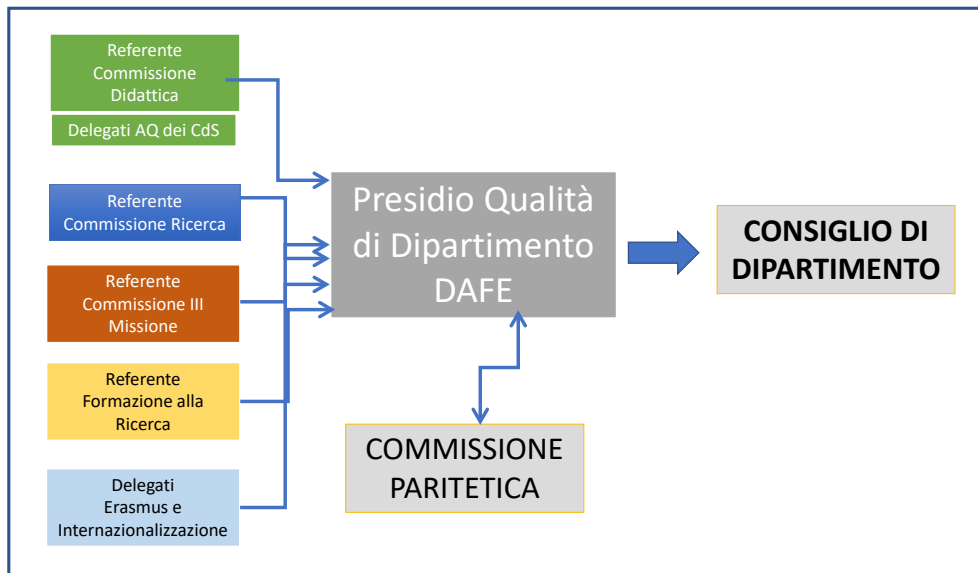 Referente
Commissione
Didattica
Delegati AQ dei CdS
Referente
Commissione Ricerca
Referente
Commissione III
Missione
Referente
Formazione alla
Ricerca
Delegati
Erasmus e
Internazionalizzazione
Presidio Qualità
di Dipartimento
DAFE
COMMISSIONE
PARITETICA
CONSIGLIO DI
DIPARTIMENTO